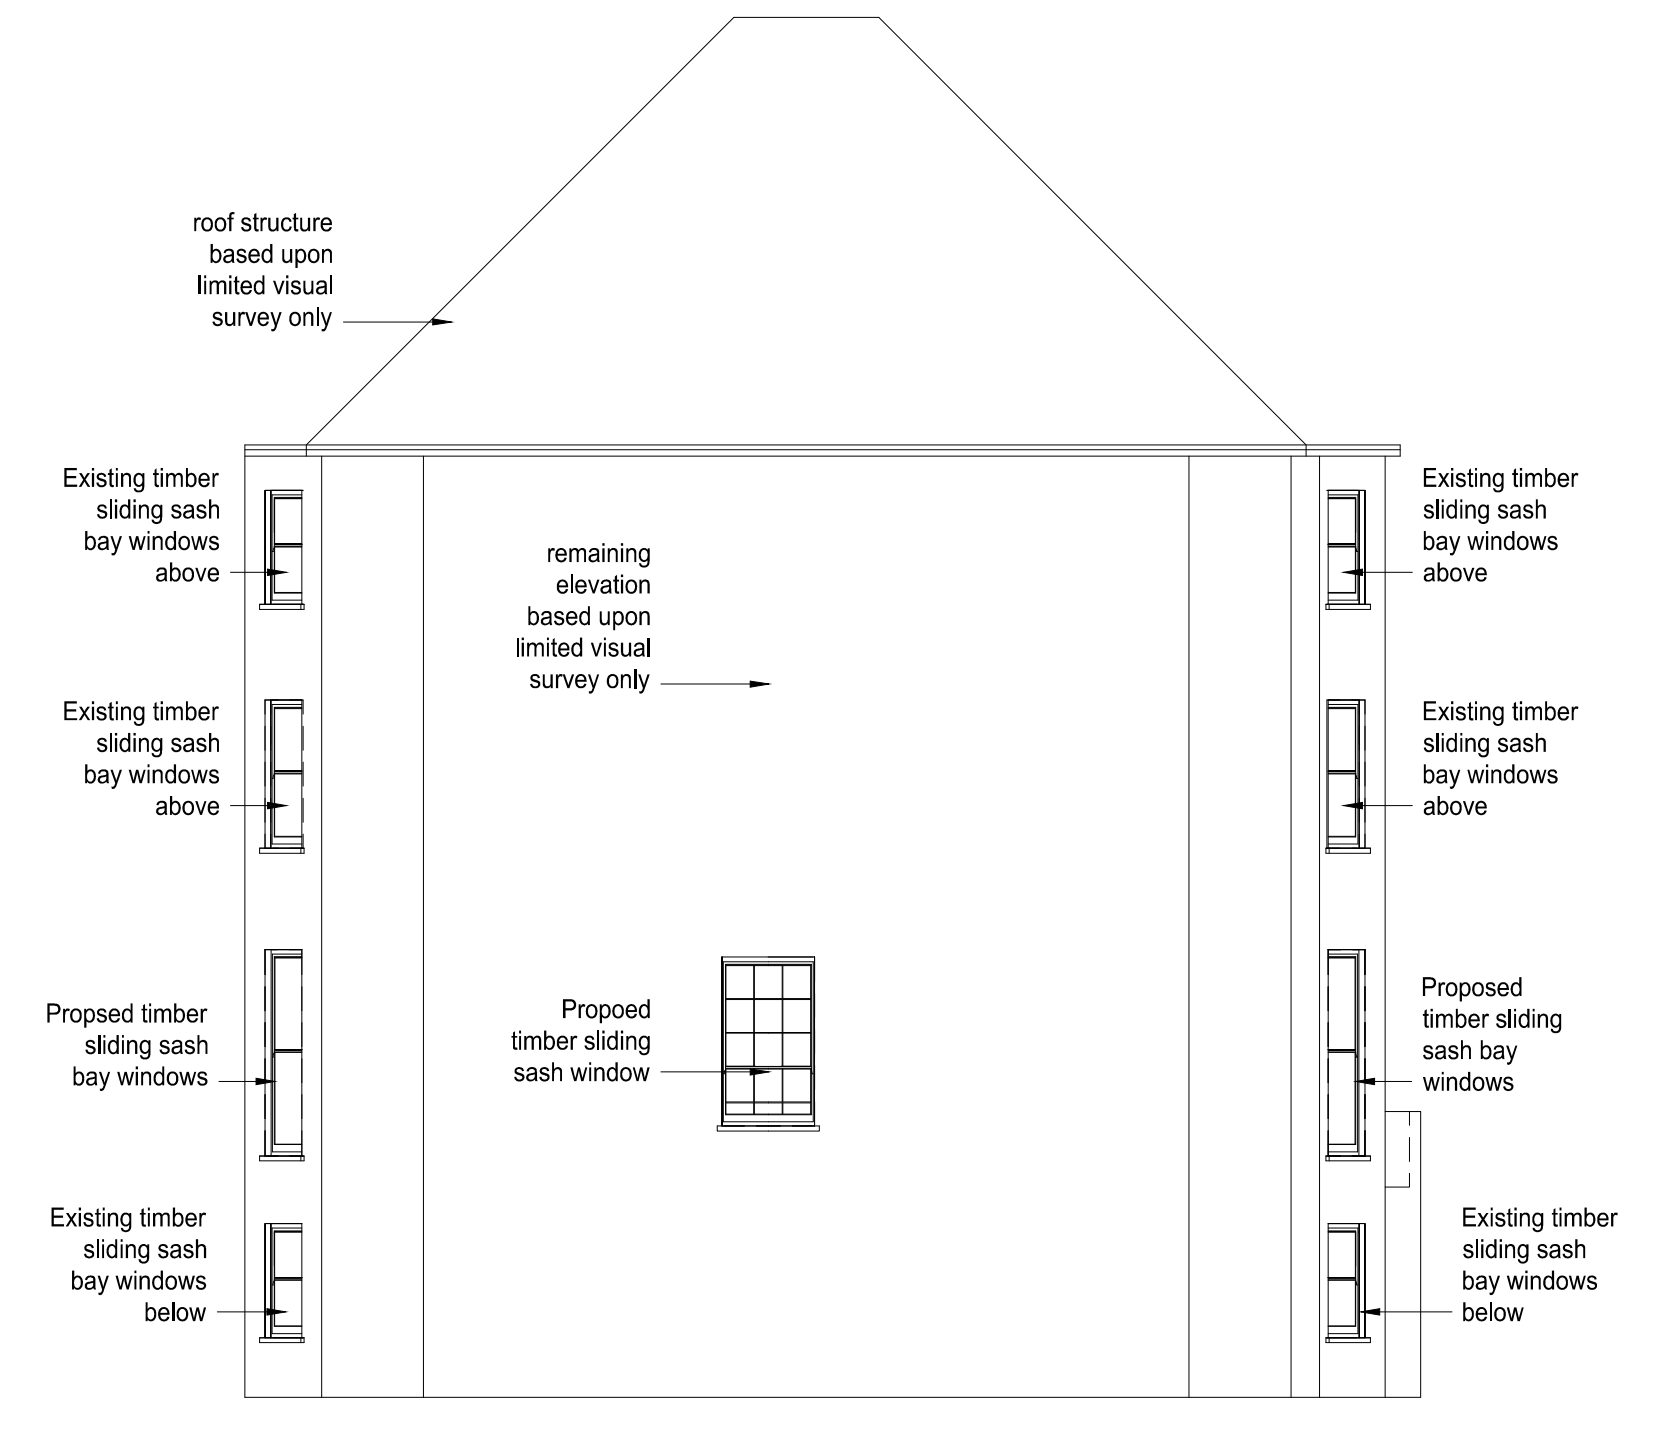 roof structure
based upon
limited visual
survey only
Existing timber
sliding sash
bay windows
above
Existing timber
sliding sash
bay windows
above
remaining
elevation
based upon
limited visual
survey only
Existing timber
sliding sash
bay windows
above
Existing timber
sliding sash
bay windows
above
Propsed timber
sliding sash
bay windows
Propoed
timber sliding
sash window
Proposed
timber sliding
sash bay
windows
Existing timber
sliding sash
bay windows
below
Existing timber
sliding sash
bay windows
below